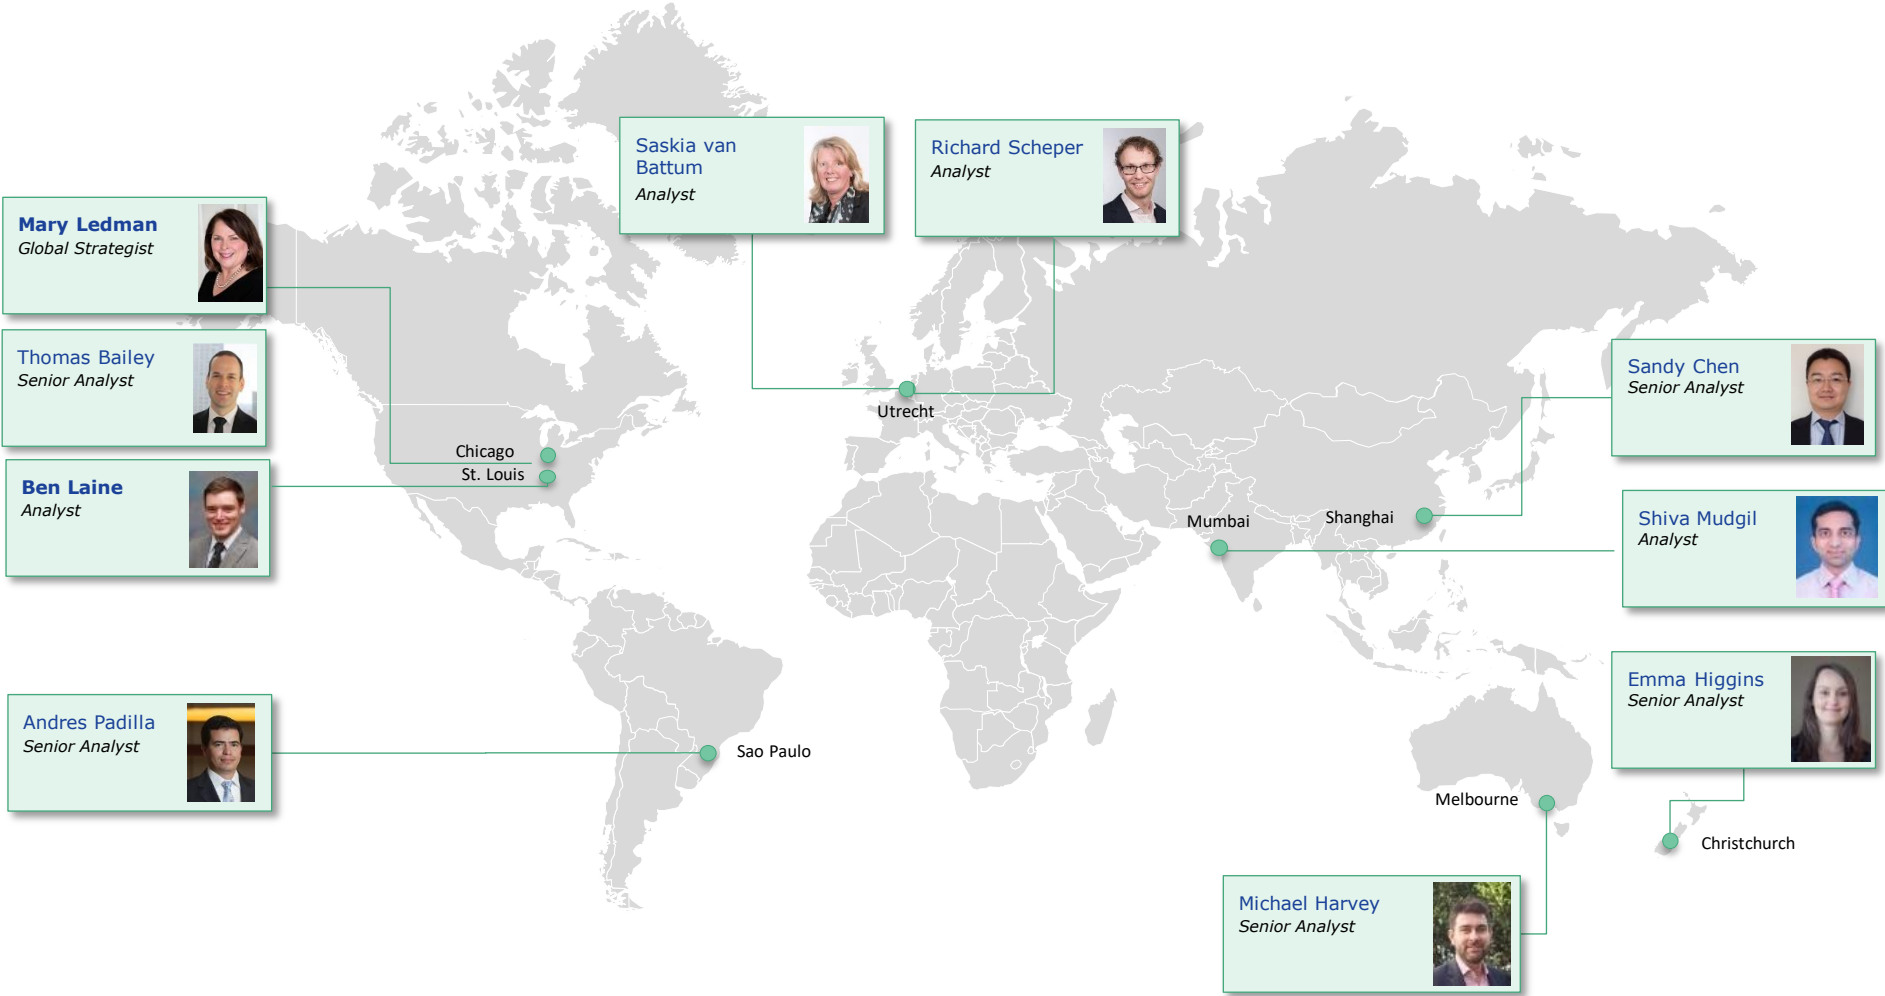 Saskia van
Battum
Analyst
Richard Scheper
Analyst
Mary Ledman
Global Strategist
Thomas Bailey
Senior Analyst
Sandy Chen
Senior Analyst
Utrecht
Chicago
St. Louis
Ben Laine
Analyst
Mumbai
Shanghai
Shiva Mudgil
Analyst
Andres Padilla
Senior Analyst
Sao Paulo
Emma Higgins
Senior Analyst
Melbourne
Christchurch
Michael Harvey
Senior Analyst